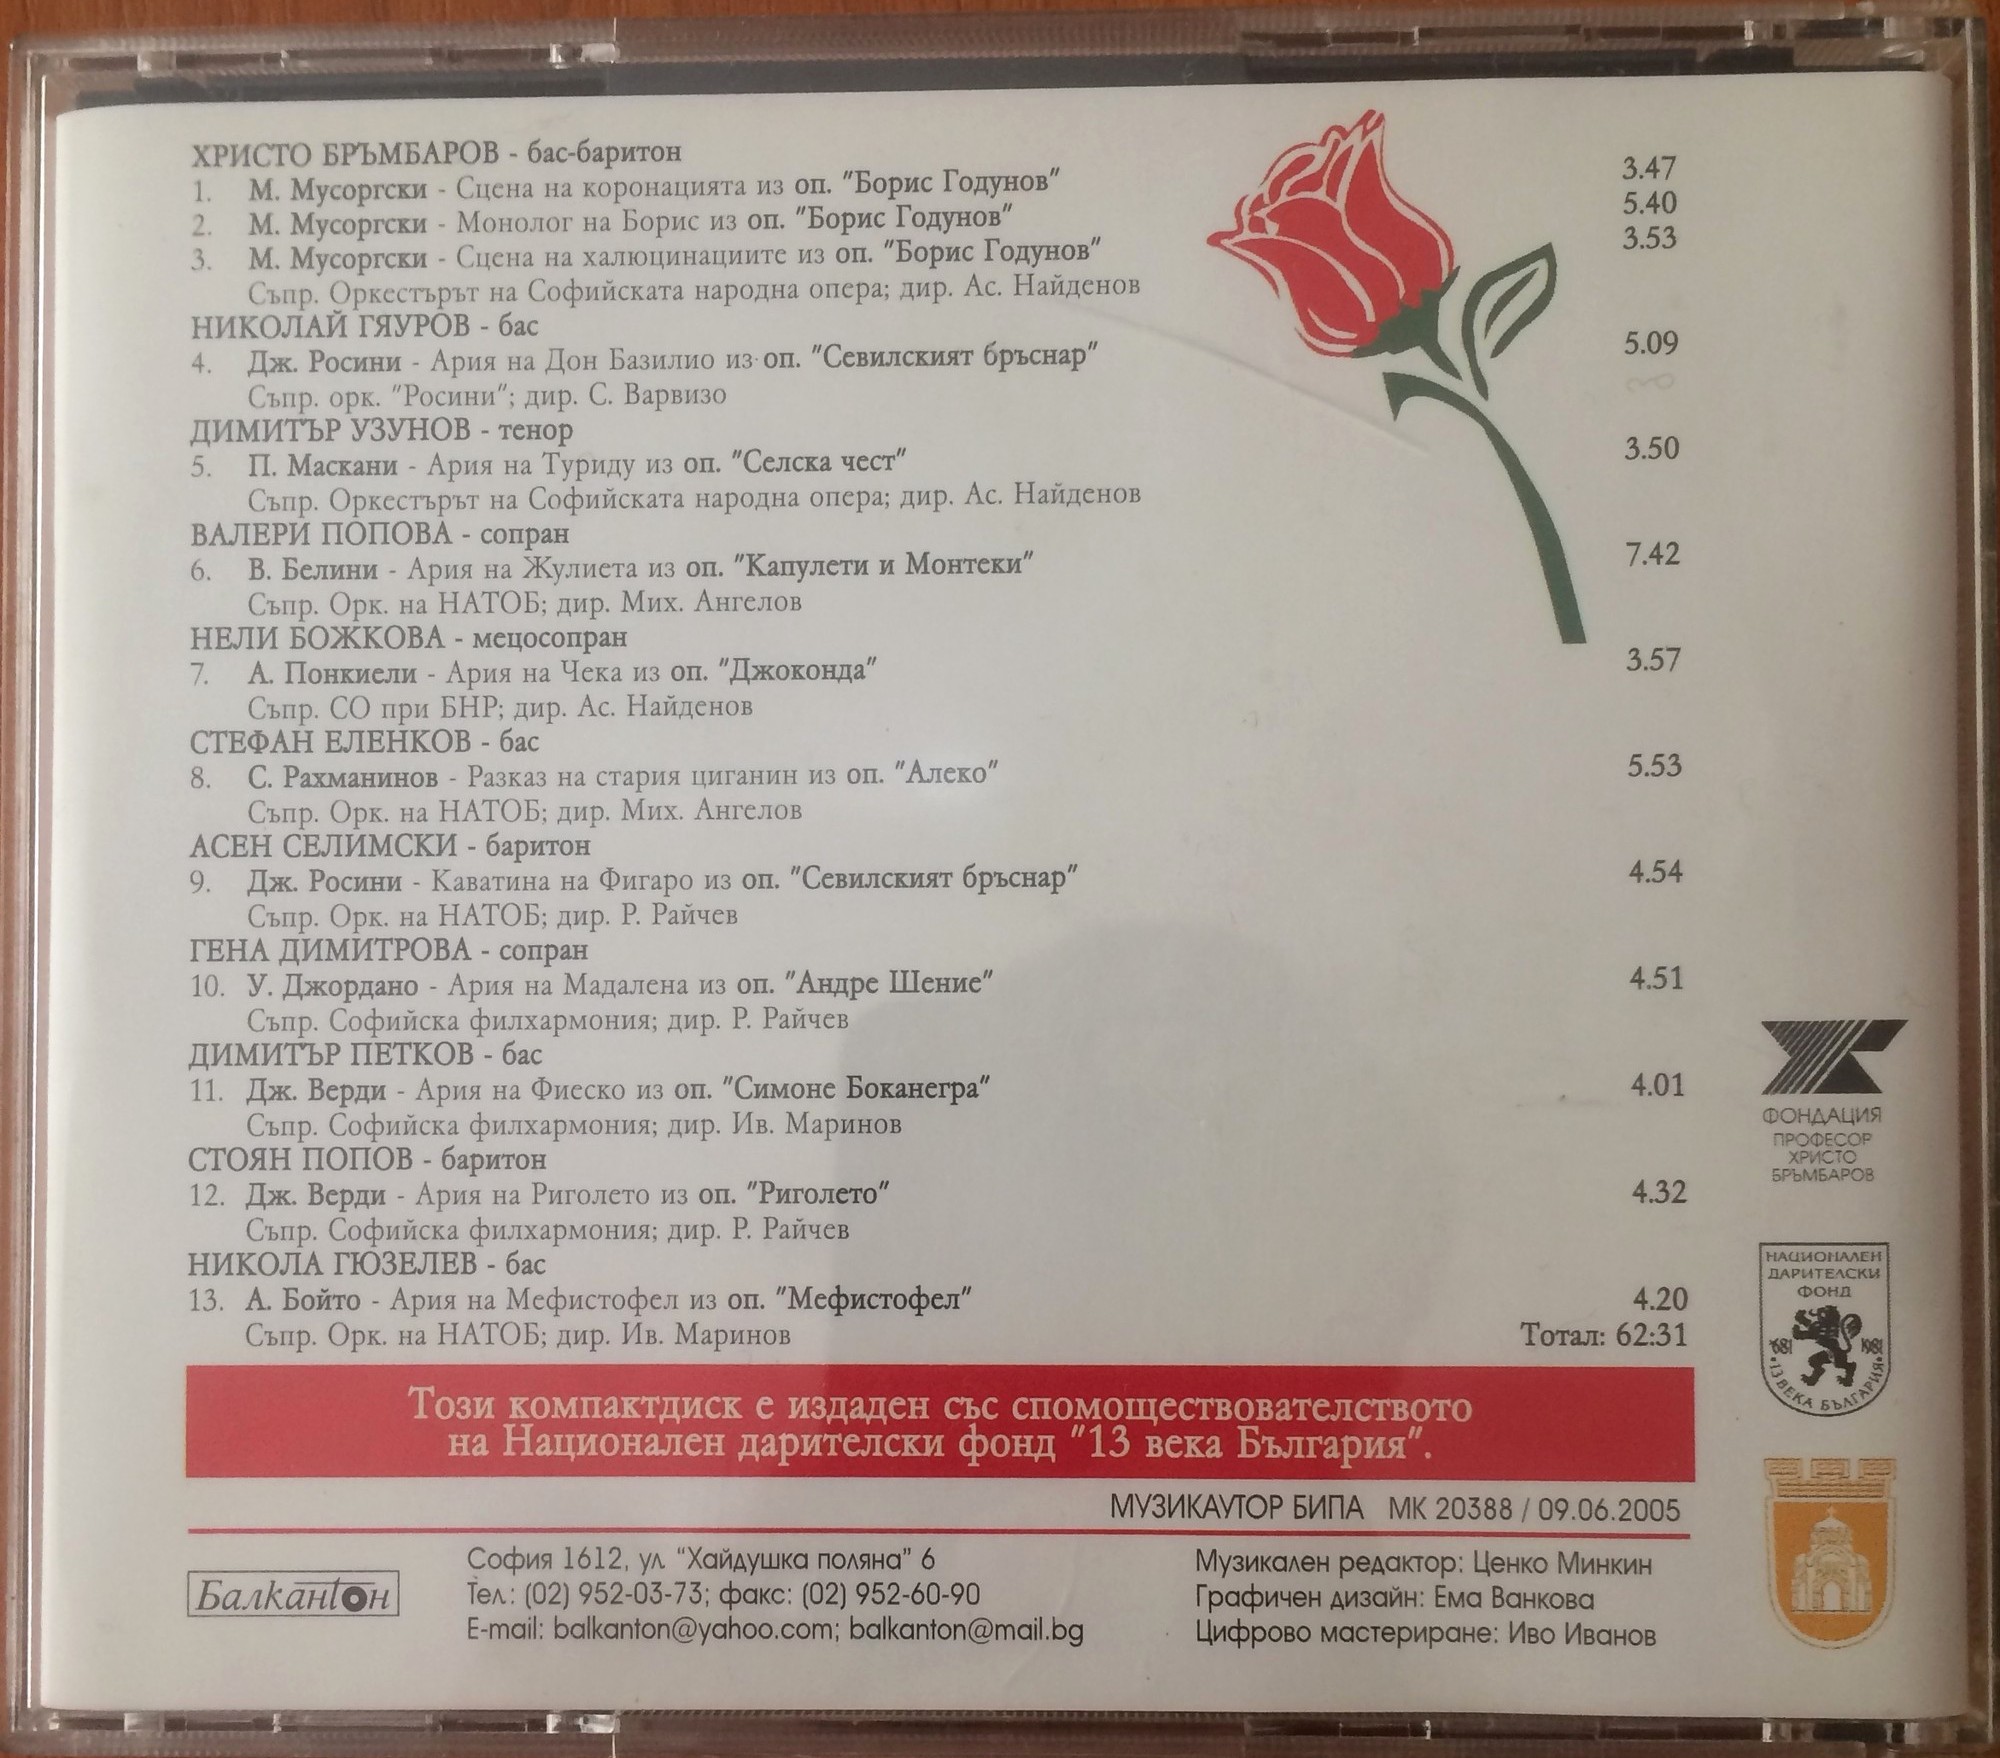 ХРИСТО БРЪМБАРОВ - бас-баритон
1. М. Мусоргски - Сцена на коронацията из оп. "Борис Годунов" 3.47
2. М. Мусоргски - Монолог на Борис из оп. "Борис Годунов" 5.40
3. М. Мусоргски - Сцена на халюцинациите из оп. "Борис Годунов" 3.53
Съпр. Оркестърът на Софийската народна опера; дир. Ас. Найденов
НИКОЛАЙ ГЯУРОВ - бас
4. Дж. Росини - Ария на Дон Базилио из оп. "Севилският бръснар" 5.09
Съпр. орк. "Росини"; дир. С. Варвизо
ДИМИТЪР УЗУНОВ - тенор
5. П. Маскани - Ария на Туриду из оп. "Селска чест" 3.50
Съпр. Оркестърът на Софийската народна опера; дир. Ас. Найденов
ВАЛЕРИ ПОПОВА - сопран
6. В. Белини - Ария на Жулиета из оп. "Капулети и Монтеки" 7.42
Съпр. Орк. на НАТОБ; дир. Мих. Ангелов
НЕЛИ БОЖКОВА - мецосопран
7. А. Понкиели - Ария на Чека из оп. "Джоконда" 3.57
Съпр. СО при БНР; дир. Ас. Найденов
СТЕФАН ЕЛЕНКОВ - бас
8. С. Рахманинов - Разказ на стария циганин из оп. "Алеко" 5.53
Съпр. Орк. на НАТОБ; дир. Мих. Ангелов
АСЕН СЕЛИМСКИ - баритон
9. Дж. Росини - Каватина на Фигаро из оп. "Севилският бръснар" 4.54
Съпр. Орк. на НАТОБ; дир. Р. Райчев
ГЕНА ДИМИТРОВА - сопран
10. У. Джордано - Ария на Мадалена из оп. "Андре Шение" 4.51
Съпр. Софийска филхармония; дир. Р. Райчев
ДИМИТЪР ПЕТКОВ - бас
11. Дж. Верди - Ария на Фиеско из оп. "Симоне Боканегра" 4.01
Съпр. Софийска филхармония; дир. Ив. Маринов
СТОЯН ПОПОВ - баритон
12. Дж. Верди - Ария на Риголето из оп. "Риголето" 4.32
Съпр. Софийска филхармония; дир. Р. Райчев
НИКОЛА ГЮЗЕЛЕВ - бас
13. А. Бойто - Ария на Мефистофел из оп. "Мефистофел" 4.20
Съпр. Орк. на НАТОБ; дир. Ив. Маринов Тотал: 62:31
ФОНДАЦИЯ
ПРОФЕСОР
ХРИСТО
БРЪМБАРОВ
НАЦИОНАЛЕН
ДАРИТЕЛСКИ
ФОНД
681 1981
13 ВЕКА БЪЛГАРИЯ
Този компактдиск е издаден със спомоществователството
на Национален дарителски фонд "13 века България".
МУЗИКАУТОР БИПА МК 20388 / 09.06.2005
Балкантон
София 1612, ул. "Хайдушка поляна" 6
Тел.: (02) 952-03-73; факс: (02) 952-60-90
E-mail: balkanton@yahoo.com; balkanton@mail.bg
Музикален редактор: Ценко Минкин
Графичен дизайн: Ема Ванкова
Цифрово мастериране: Иво Иванов